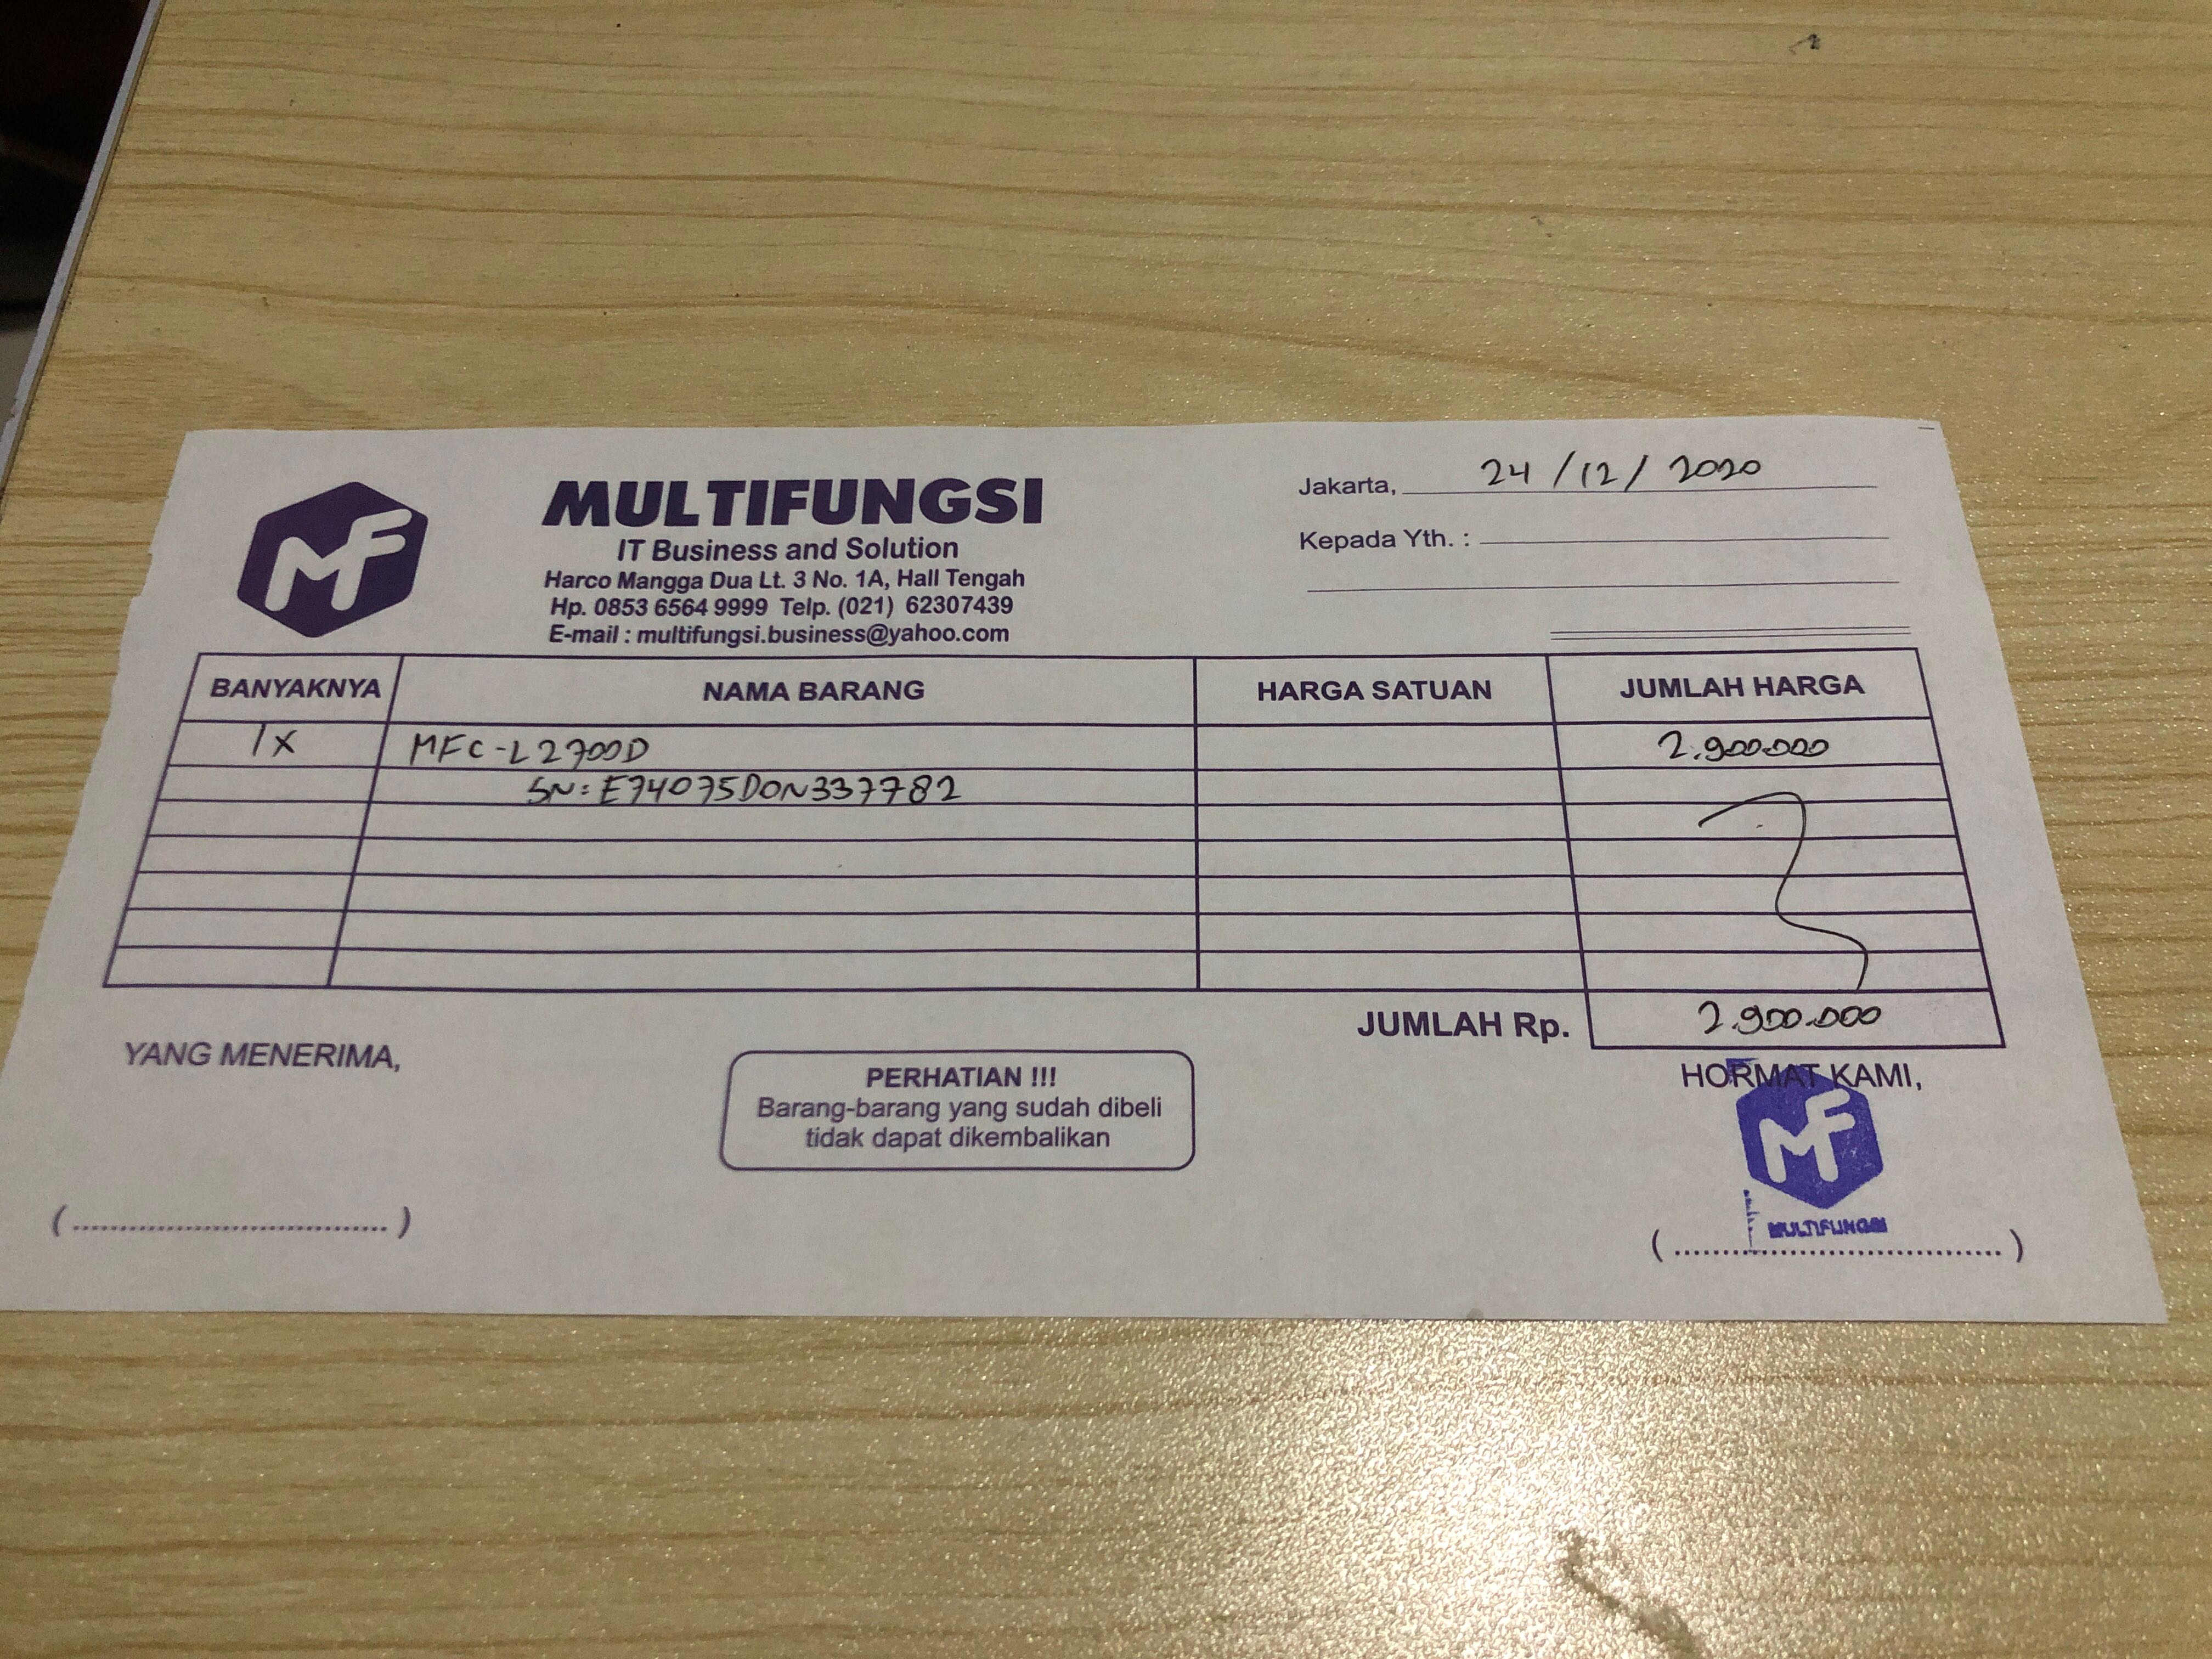 MF
MULTIFUNGSI
IT Business and Solution
Harco Mangga Dua Lt. 3 No. 1A, Hall Tengah
Hp. 0853 6564 9999 Telp. (021) 62307439
E-mail : multifungsi.business@yahoo.com
Jakarta, 24/12/2020
Kepada Yth. :
BANYAKNYA NAMA BARANG HARGA SATUAN JUMLAH HARGA
1X MFC-L2700D 2.900.000
SN: E74075D0N337782
JUMLAH Rp. 2.900.000
YANG MENERIMA,
PERHATIAN !!!
Barang-barang yang sudah dibeli
tidak dapat dikembalikan
HORMAT KAMI,
MF
MULTIFUNGSI
(..................................)
(..................................)